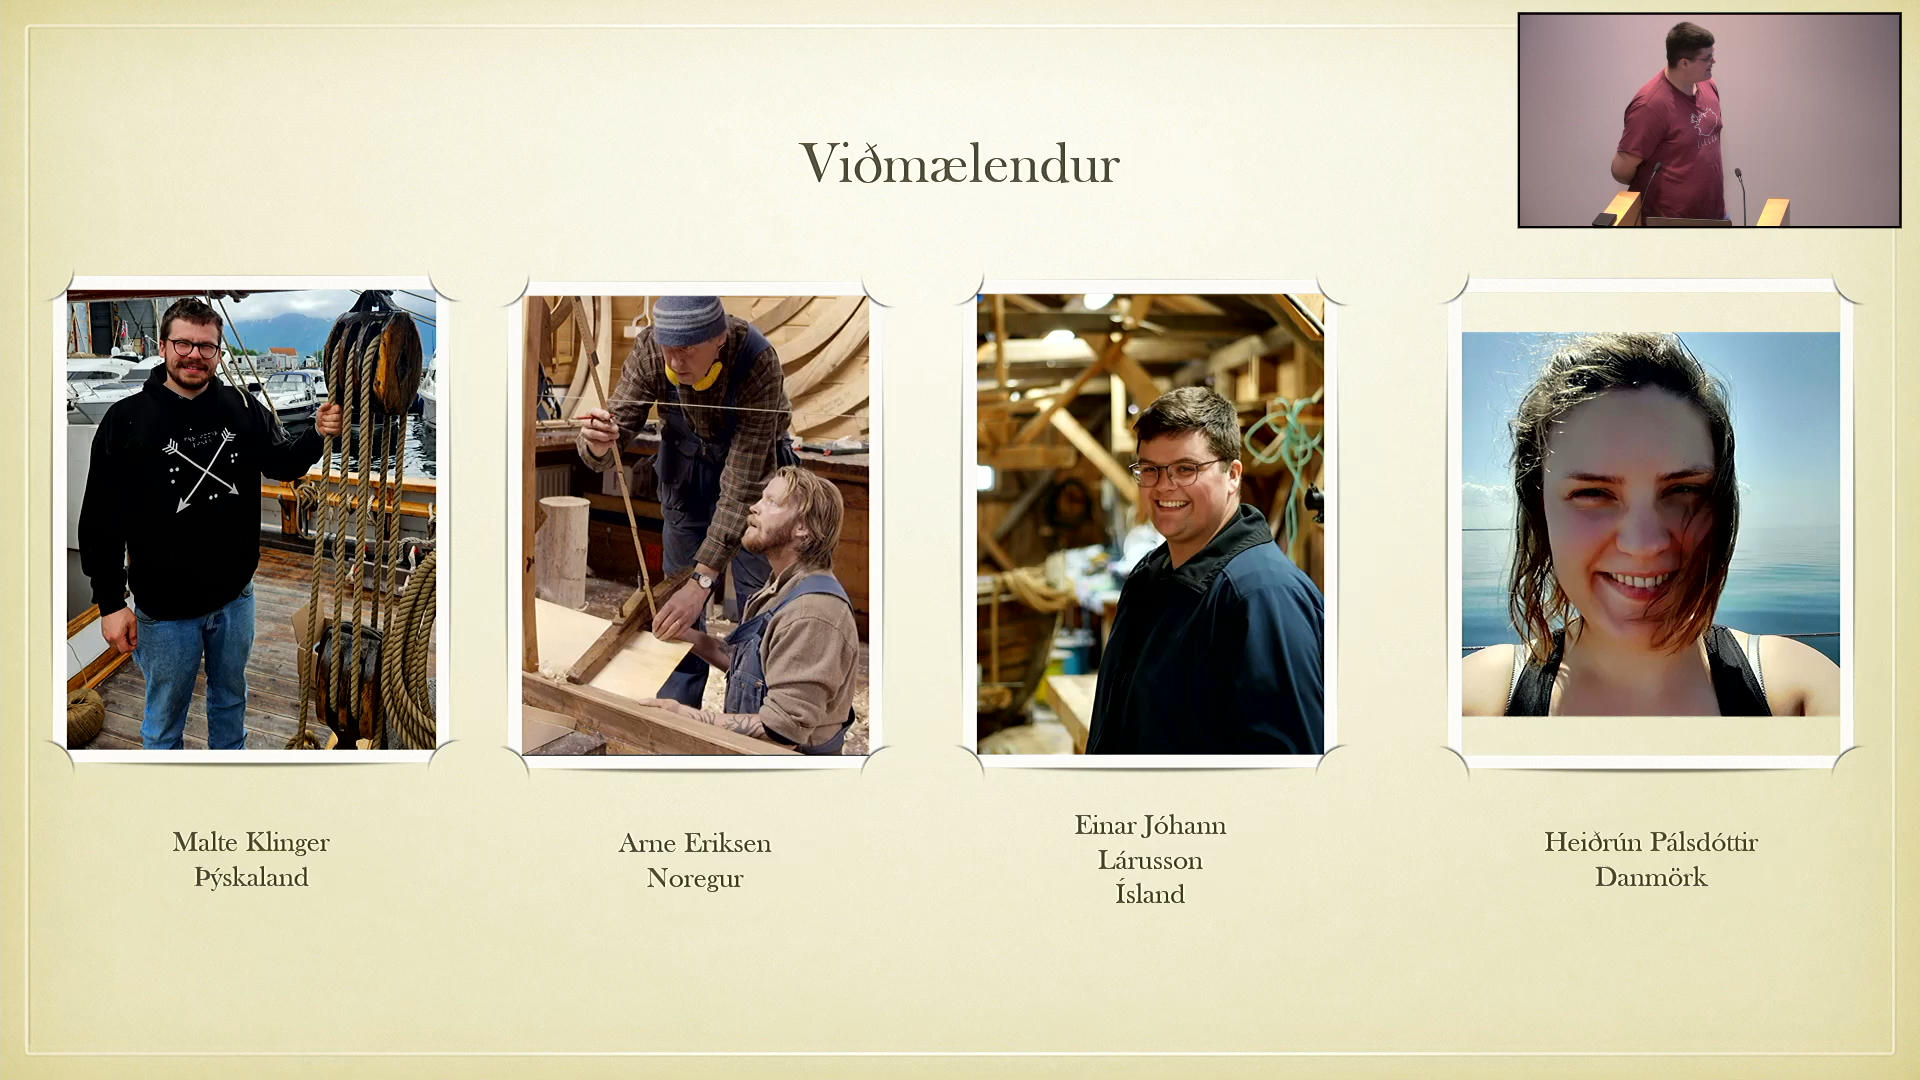 Viðmælendur
Malte Klinger
Þýskaland
Arne Eriksen
Noregur
Einar Jóhann
Lárusson
Ísland
Heiðrún Pálsdóttir
Danmörk